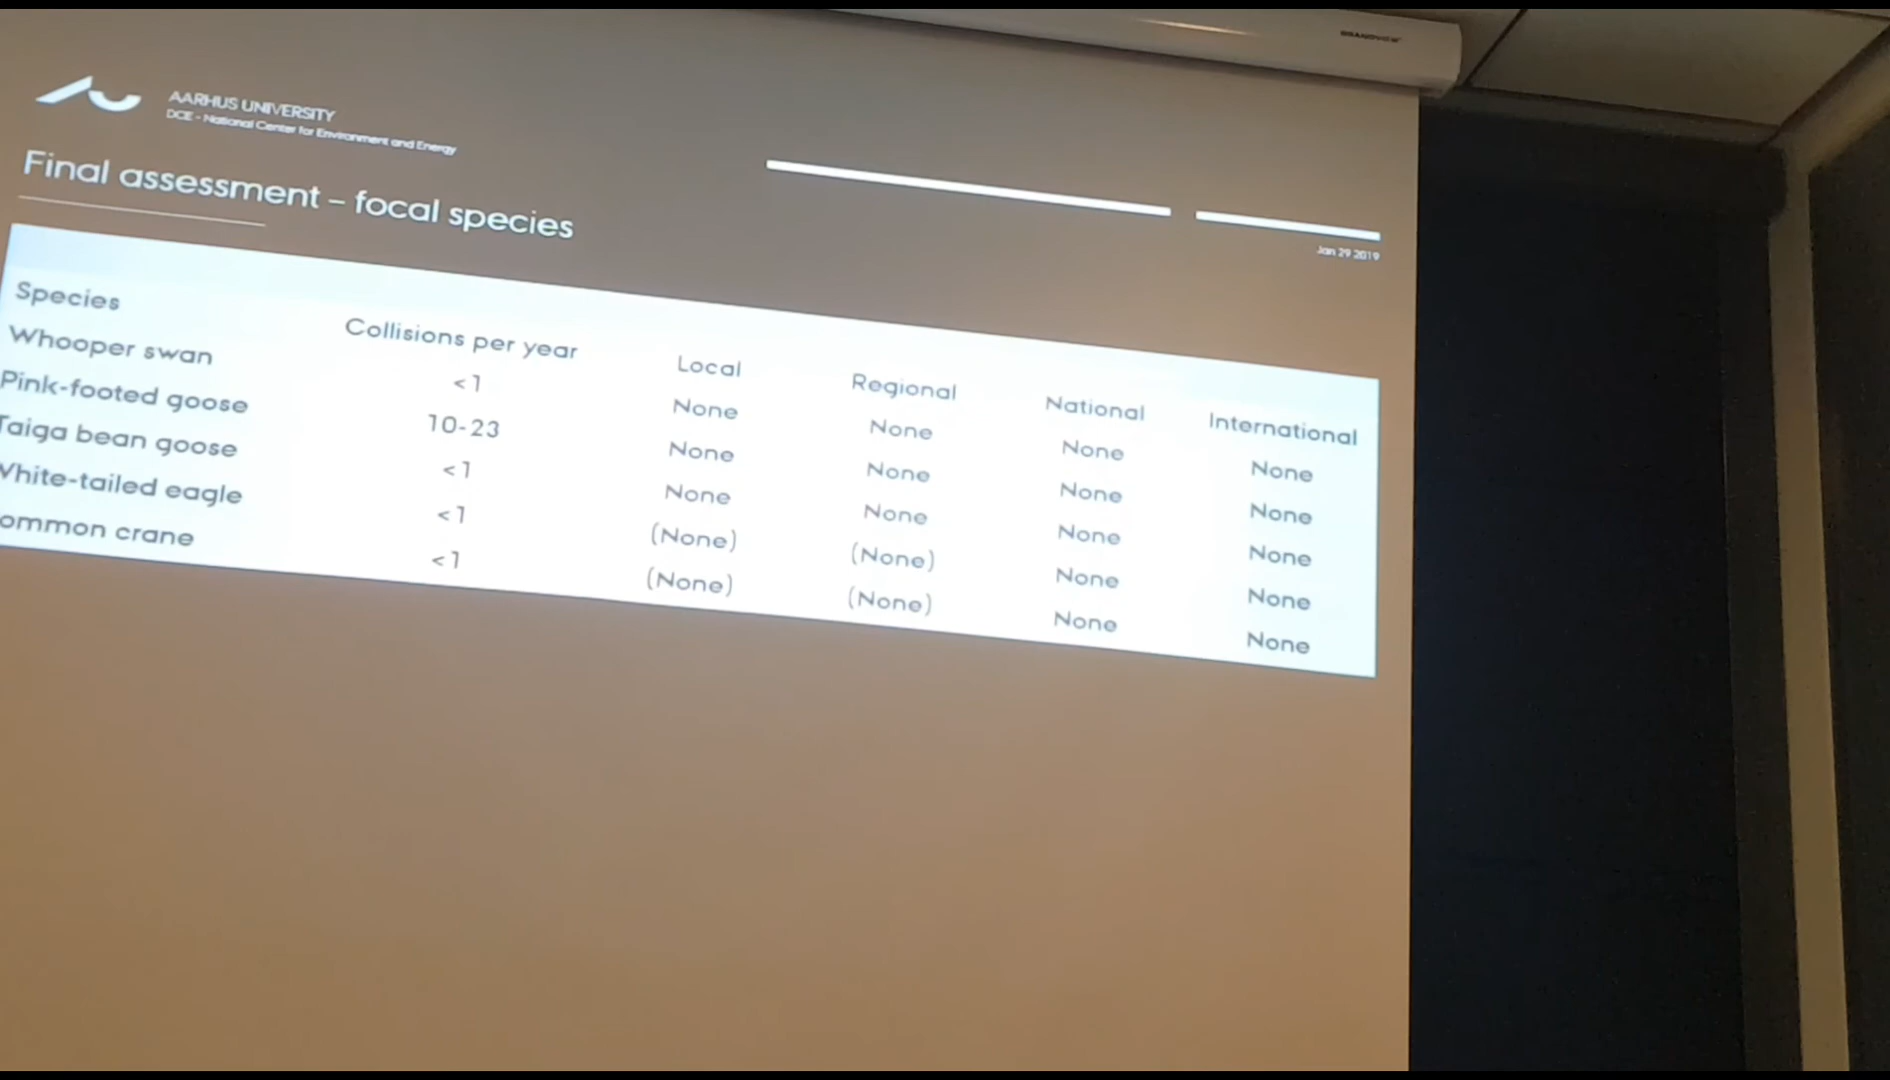 GRANDVIEW
AARHUS UNIVERSITY
DCE - National Center for Environment and Energy
Final assessment – focal species
Jan 29 2019
Species Collisions per year Local Regional National International
Whooper swan <1 None None None None
Pink-footed goose 10-23 None None None None
Taiga bean goose <1 None None None None
White-tailed eagle <1 (None) (None) None None
ommon crane <1 (None) (None) None None